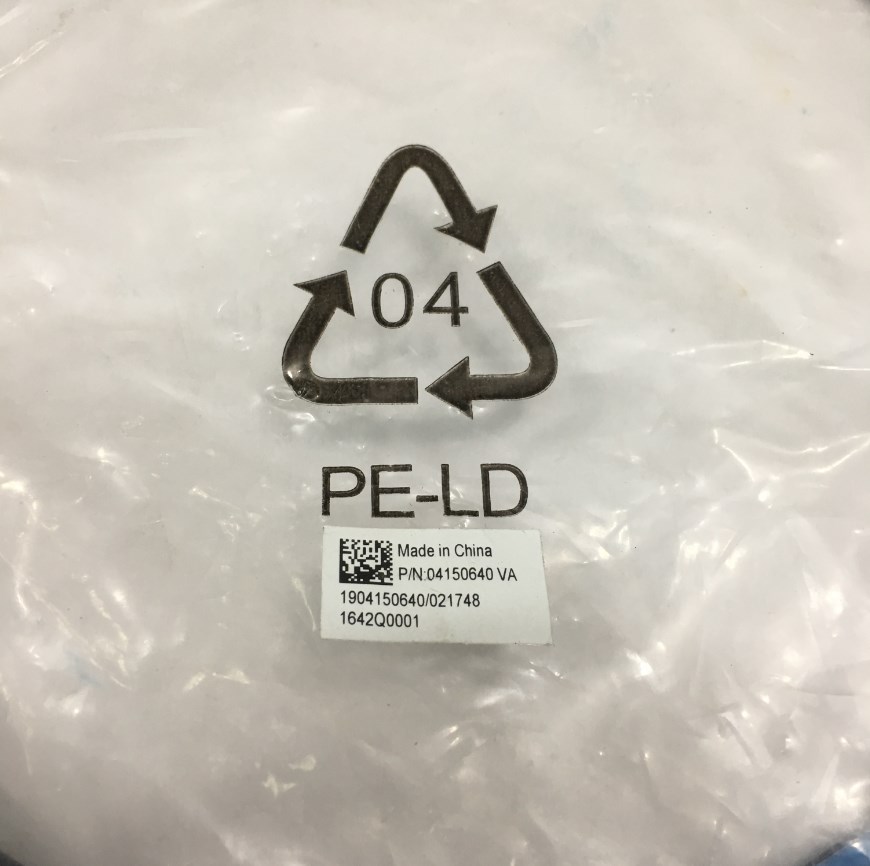 04
PE-LD
Made in China
P/N:04150640 VA
1904150640/021748
1642Q0001